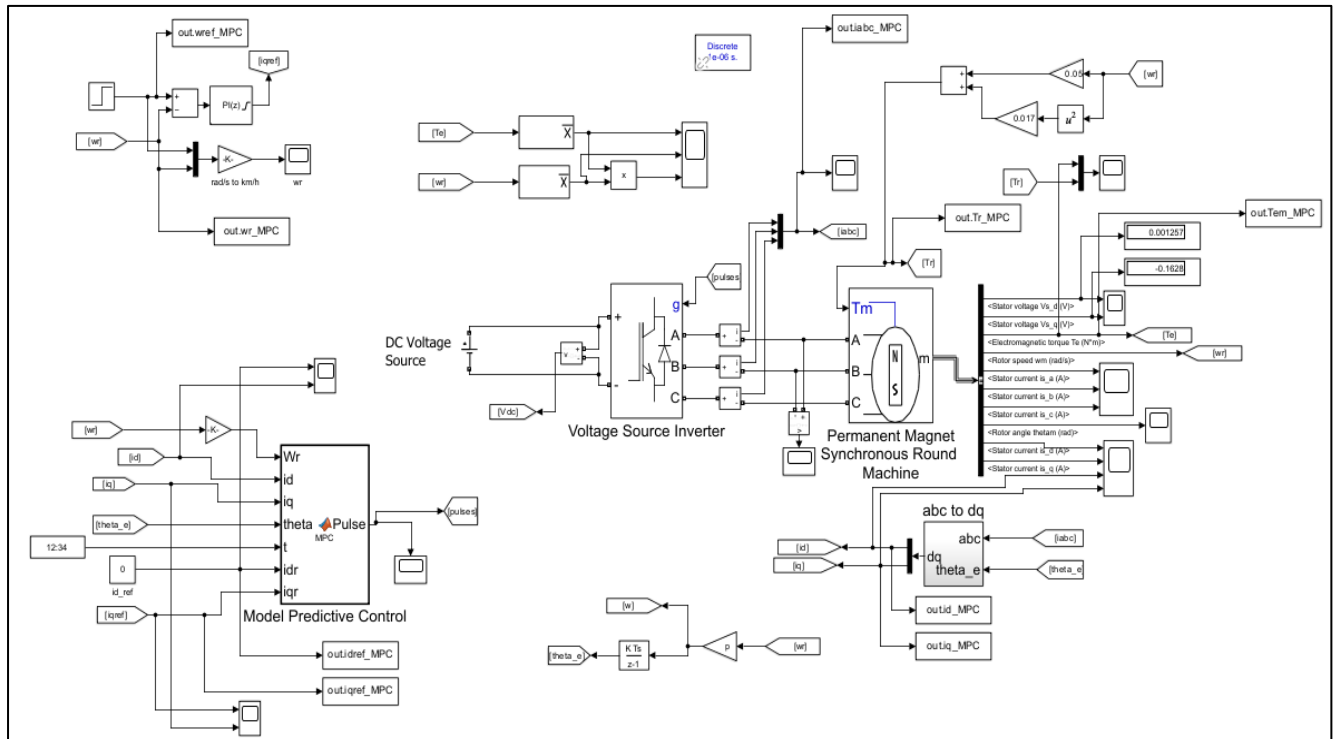 out.wref_MPC
[iqref]
+
−
PI(z)
[wr]
-K-
rad/s to km/h
wr
out.wr_MPC
Discrete
1e-06 s.
out.iabc_MPC
[Te]
X
[wr]
X
x
+
+
0.05
[wr]
0.017
u²
[Tr]
out.Tr_MPC
out.Tem_MPC
0.001257
-0.1628
[iabc]
[Tr]
[pulses
DC Voltage
Source
+
-
g
A
B
C
+
-
v
+ i
-
+ i
-
+ i
-
[Vdc]
Voltage Source Inverter
Tm
A
B
C
N
S
m
Permanent Magnet
Synchronous Round
Machine
<Stator voltage Vs_d (V)>
<Stator voltage Vs_q (V)>
<Electromagnetic torque Te (N*m)>
<Rotor speed wm (rad/s)>
<Stator current is_a (A)>
<Stator current is_b (A)>
<Stator current is_c (A)>
<Rotor angle thetam (rad)>
<Stator current is_d (A)>
<Stator current is_q (A)>
[Te]
[wr]
[wr]
-K-
[id]
[iq]
[theta_e]
12:34
0
id_ref
[iqref]
Wr
id
iq
theta
t
idr
iqr
Pulse
MPC
Model Predictive Control
[pulses]
out.idref_MPC
out.iqref_MPC
abc to dq
abc
dq
theta_e
[iabc]
[theta_e
[id]
[iq]
out.id_MPC
out.iq_MPC
[w]
[theta_e]
K Ts
z-1
p
[wr]